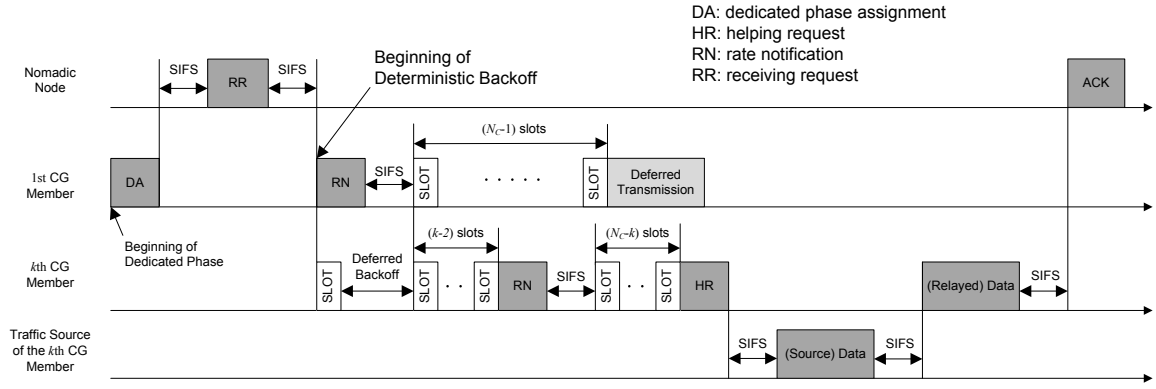 DA: dedicated phase assignment
HR: helping request
RN: rate notification
RR: receiving request
Beginning of
Deterministic Backoff
Nomadic
Node
SIFS
RR
SIFS
ACK
(N_C-1) slots
1st CG
Member
DA
RN
SIFS
SLOT
. . . . .
SLOT
Deferred
Transmission
Beginning of
Dedicated Phase
(k-2) slots
(N_C-k) slots
kth CG
Member
SLOT
Deferred
Backoff
SLOT
. .
SLOT
RN
SIFS
SLOT
. .
SLOT
HR
(Relayed) Data
SIFS
Traffic Source
of the kth CG
Member
SIFS
(Source) Data
SIFS